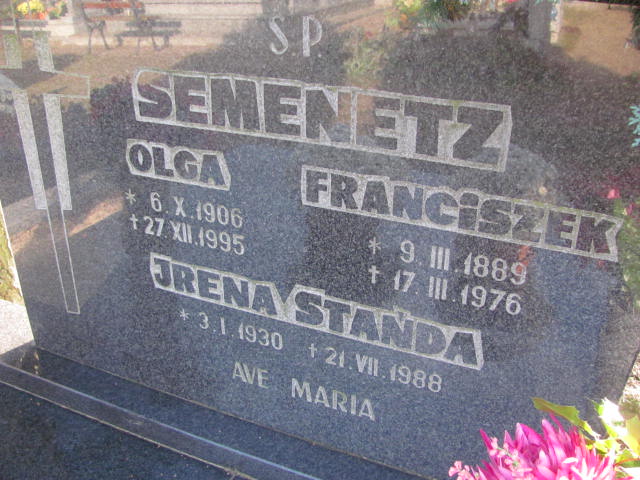 S.P.
SEMENETZ
OLGA
* 6.X.1906
† 27.XII.1995
FRANCISZEK
* 9.III.1889
† 17.III.1976
JRENA STAŃDA
* 3.I.1930 † 21.VII.1988
AVE MARIA